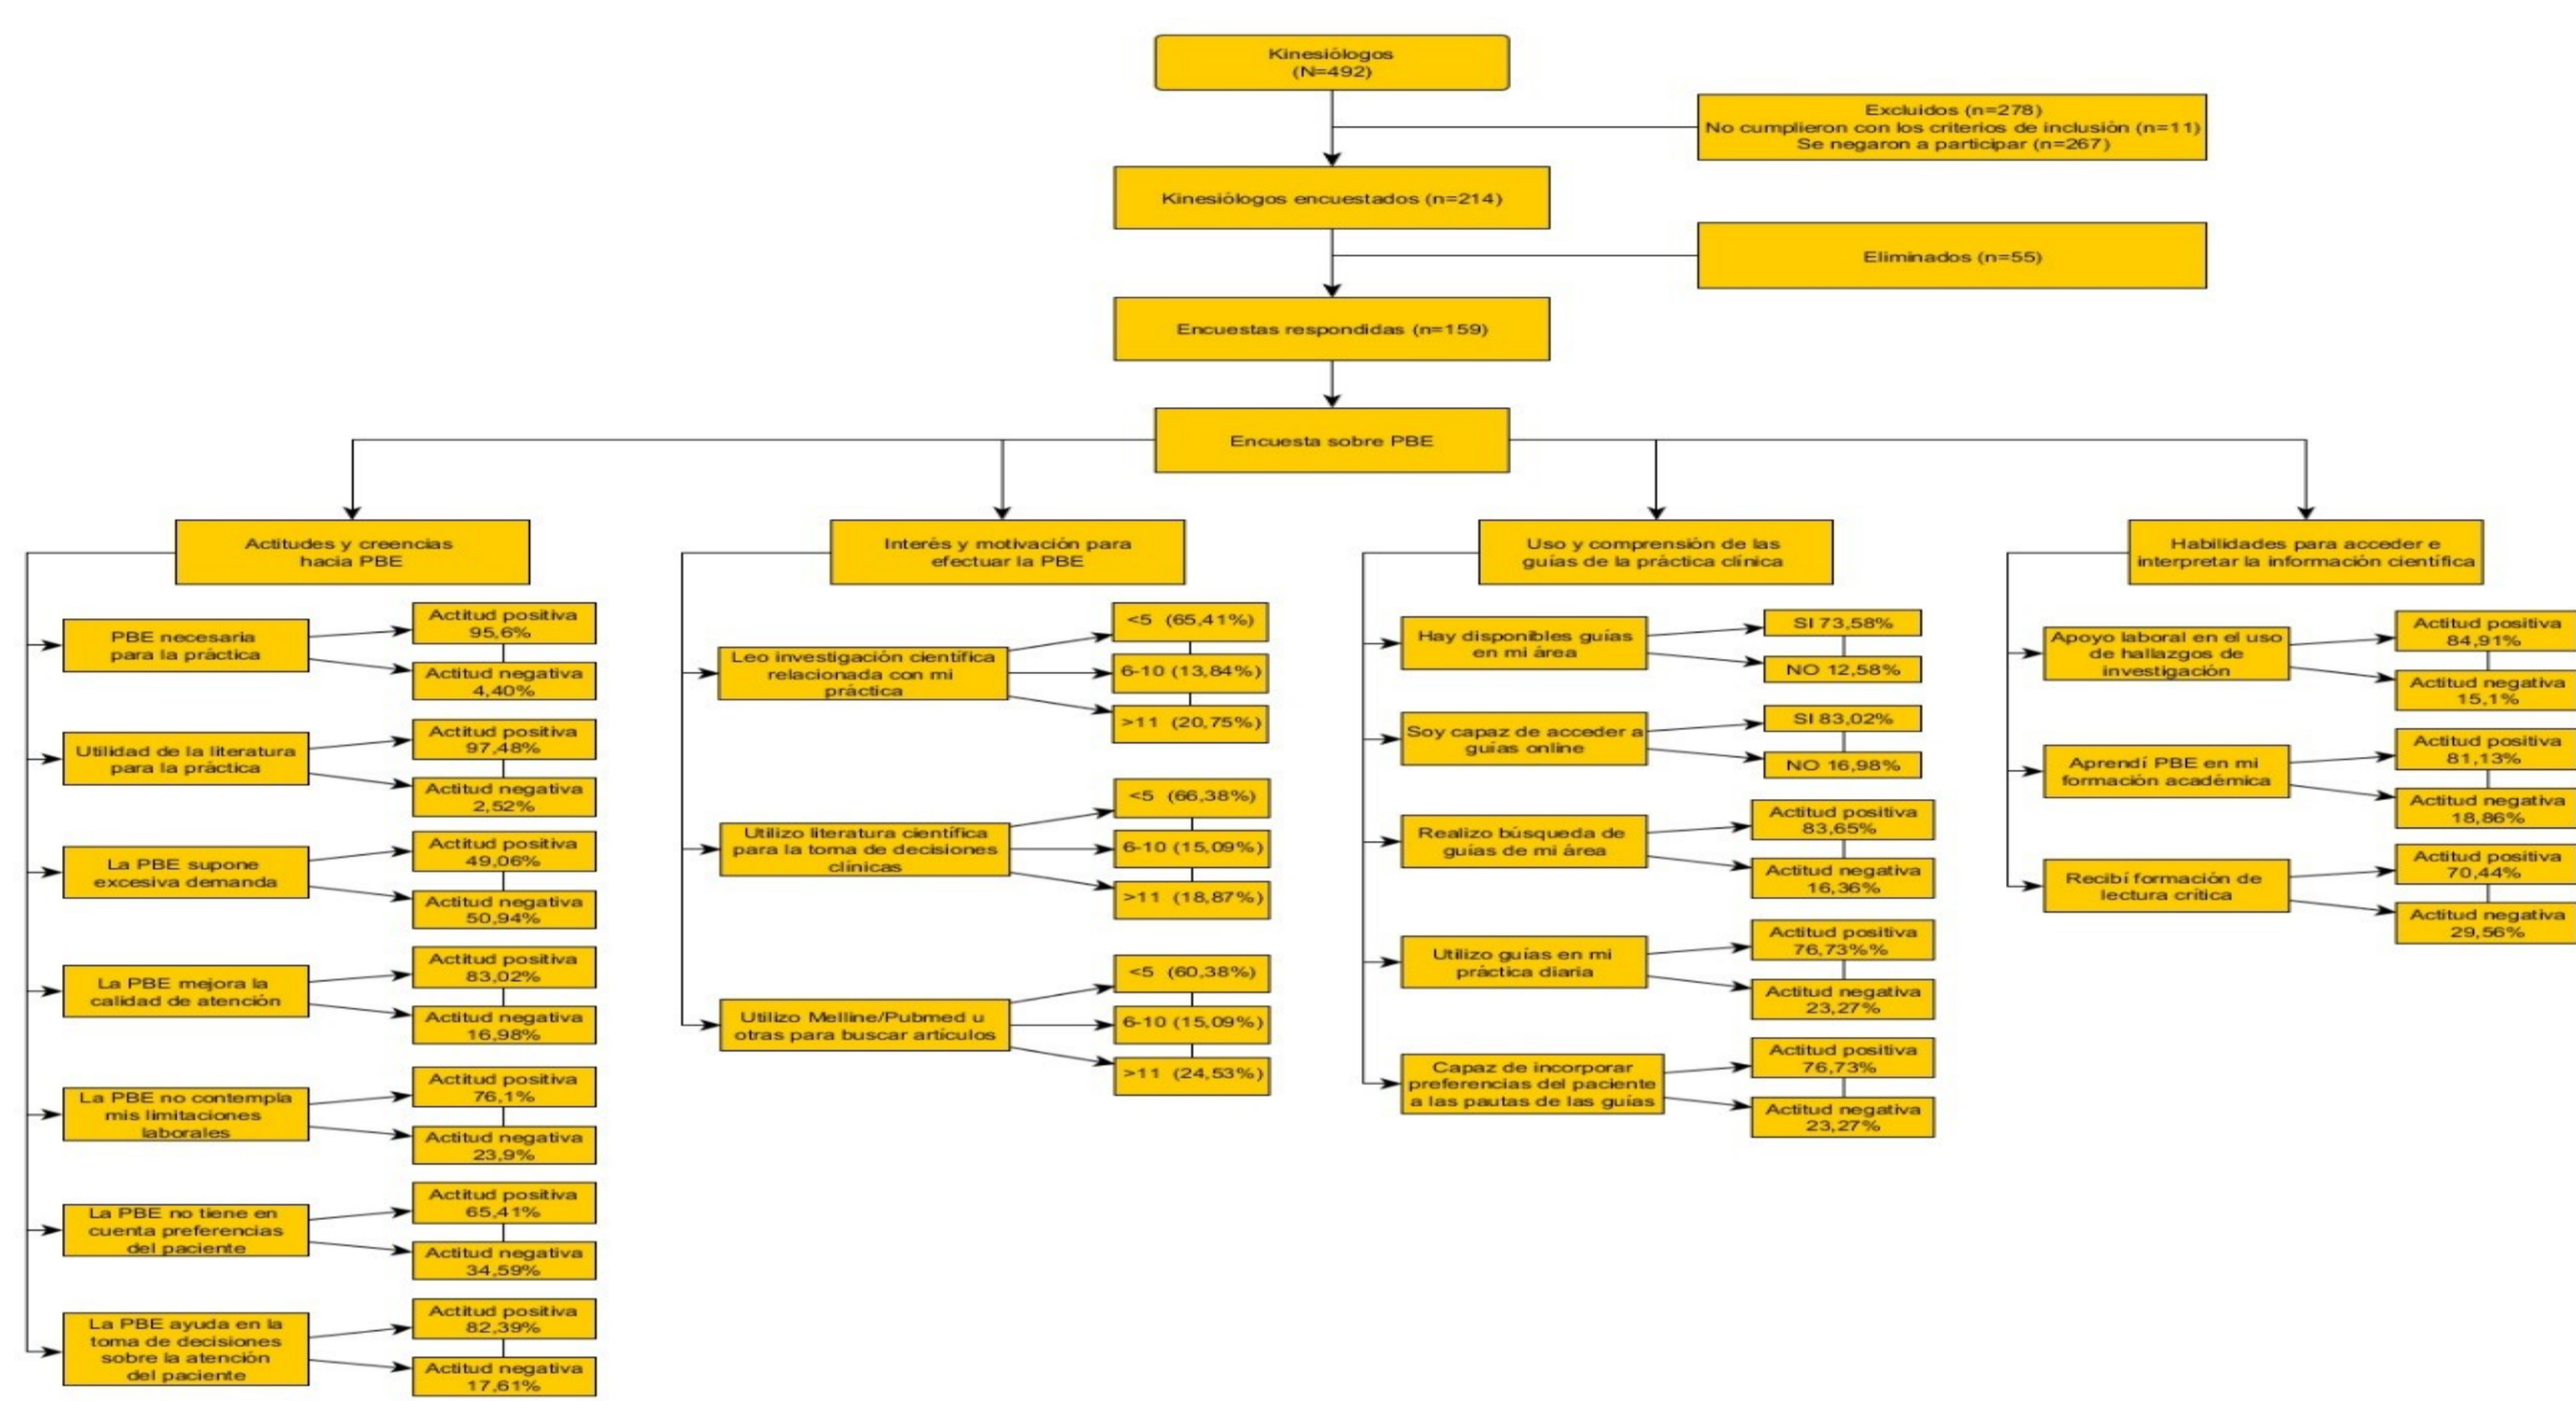 Kinesiólogos
(N=492)
Excluidos (n=278)
No cumplieron con los criterios de inclusión (n=11)
Se negaron a participar (n=267)
Kinesiólogos encuestados (n=214)
Eliminados (n=55)
Encuestas respondidas (n=159)
Encuesta sobre PBE
Actitudes y creencias
hacia PBE
PBE necesaria
para la práctica
Actitud positiva
95,6%
Actitud negativa
4,40%
Utilidad de la literatura
para la práctica
Actitud positiva
97,48%
Actitud negativa
2,52%
La PBE supone
excesiva demanda
Actitud positiva
49,06%
Actitud negativa
50,94%
La PBE mejora la
calidad de atención
Actitud positiva
83,02%
Actitud negativa
16,98%
La PBE no contempla
mis limitaciones
laborales
Actitud positiva
76,1%
Actitud negativa
23,9%
La PBE no tiene en
cuenta preferencias
del paciente
Actitud positiva
65,41%
Actitud negativa
34,59%
La PBE ayuda en la
toma de decisiones
sobre la atención
del paciente
Actitud positiva
82,39%
Actitud negativa
17,61%
Interés y motivación para
efectuar la PBE
Leo investigación científica
relacionada con mi
práctica
<5 (65,41%)
6-10 (13,84%)
>11 (20,75%)
Utilizo literatura científica
para la toma de decisiones
clínicas
<5 (66,38%)
6-10 (15,09%)
>11 (18,87%)
Utilizo Melline/Pubmed u
otras para buscar artículos
<5 (60,38%)
6-10 (15,09%)
>11 (24,53%)
Uso y comprensión de las
guías de la práctica clínica
Hay disponibles guías
en mi área
SI 73,58%
NO 12,58%
Soy capaz de acceder a
guías online
SI 83,02%
NO 16,98%
Realizo búsqueda de
guías de mi área
Actitud positiva
83,65%
Actitud negativa
16,36%
Utilizo guías en mi
práctica diaria
Actitud positiva
76,73%%
Actitud negativa
23,27%
Capaz de incorporar
preferencias del paciente
a las pautas de las guías
Actitud positiva
76,73%
Actitud negativa
23,27%
Habilidades para acceder e
interpretar la información científica
Apoyo laboral en el uso
de hallazgos de
investigación
Actitud positiva
84,91%
Actitud negativa
15,1%
Aprendí PBE en mi
formación académica
Actitud positiva
81,13%
Actitud negativa
18,86%
Recibí formación de
lectura crítica
Actitud positiva
70,44%
Actitud negativa
29,56%